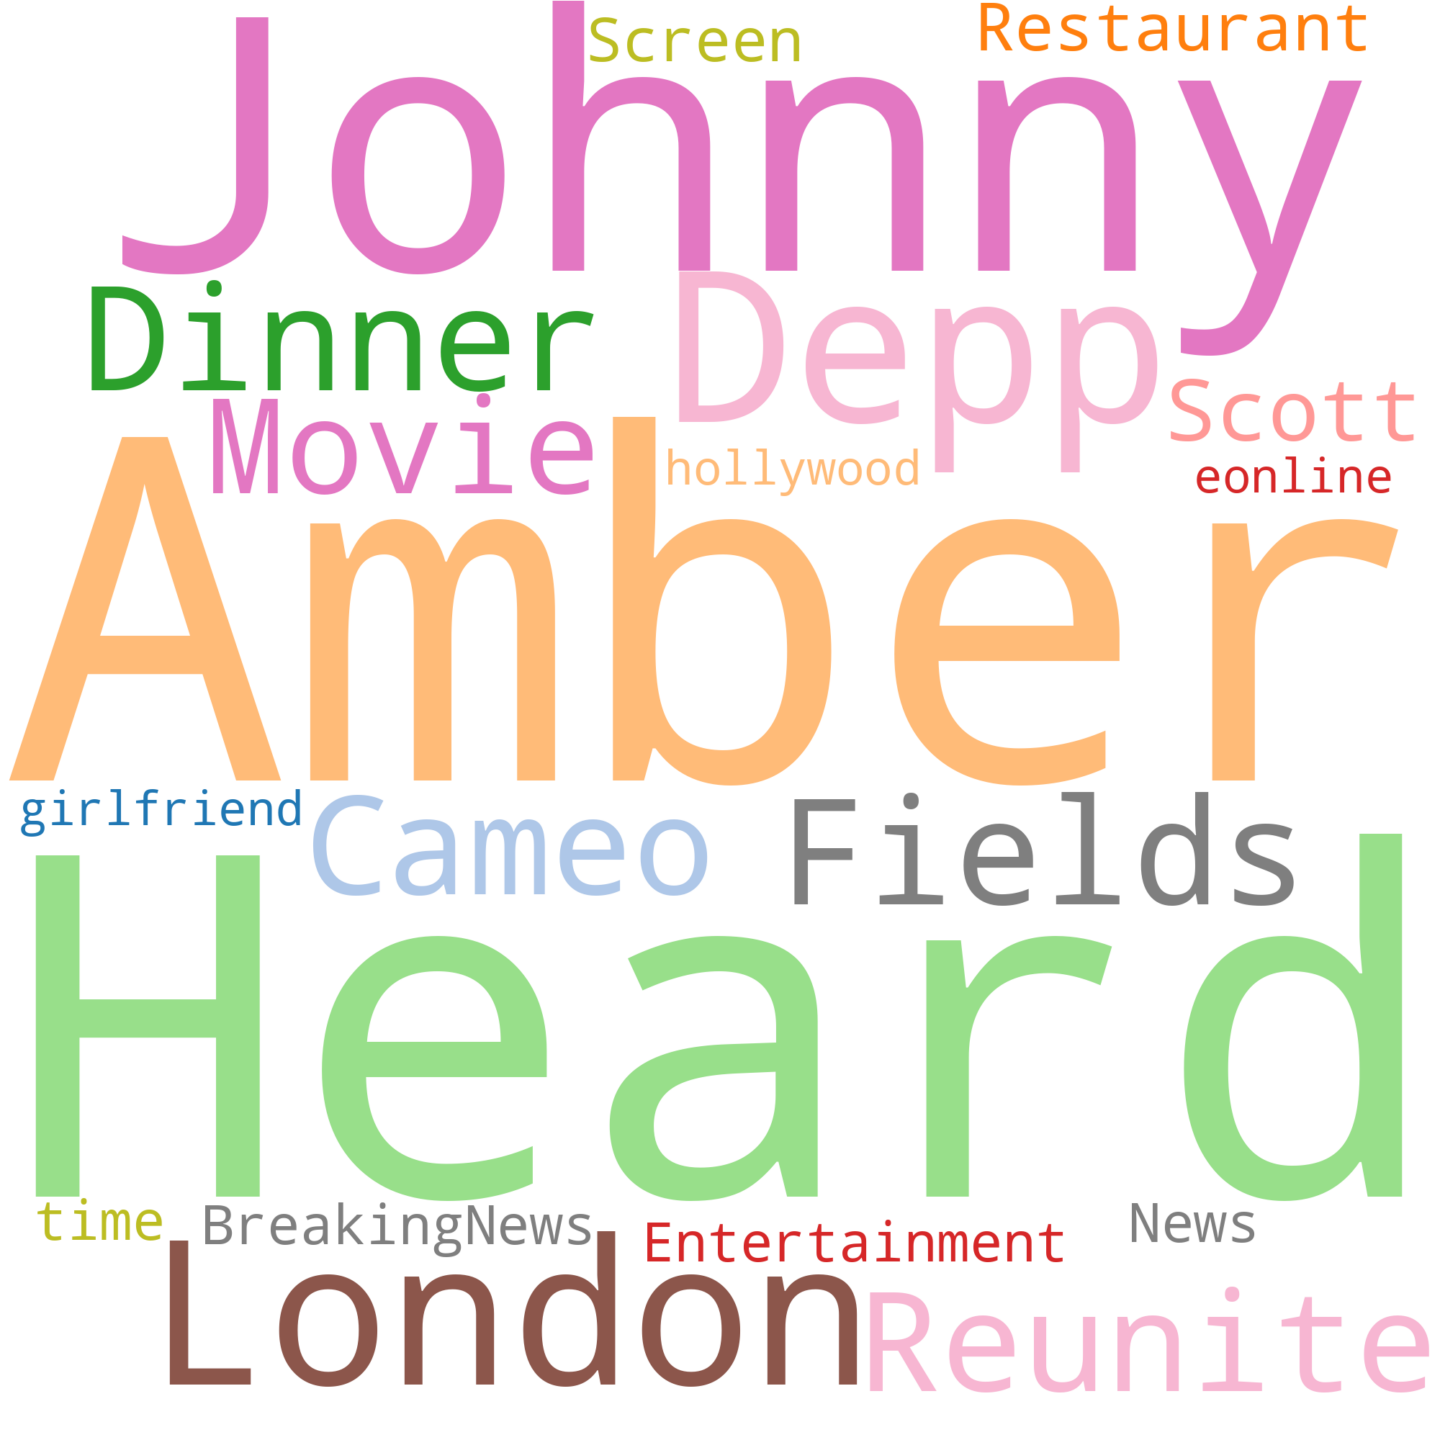 Screen Restaurant
Johnny
Dinner Depp
Movie Scott
hollywood eonline
Amber
girlfriend Cameo Fields
Heard
time BreakingNews Entertainment News
London Reunite